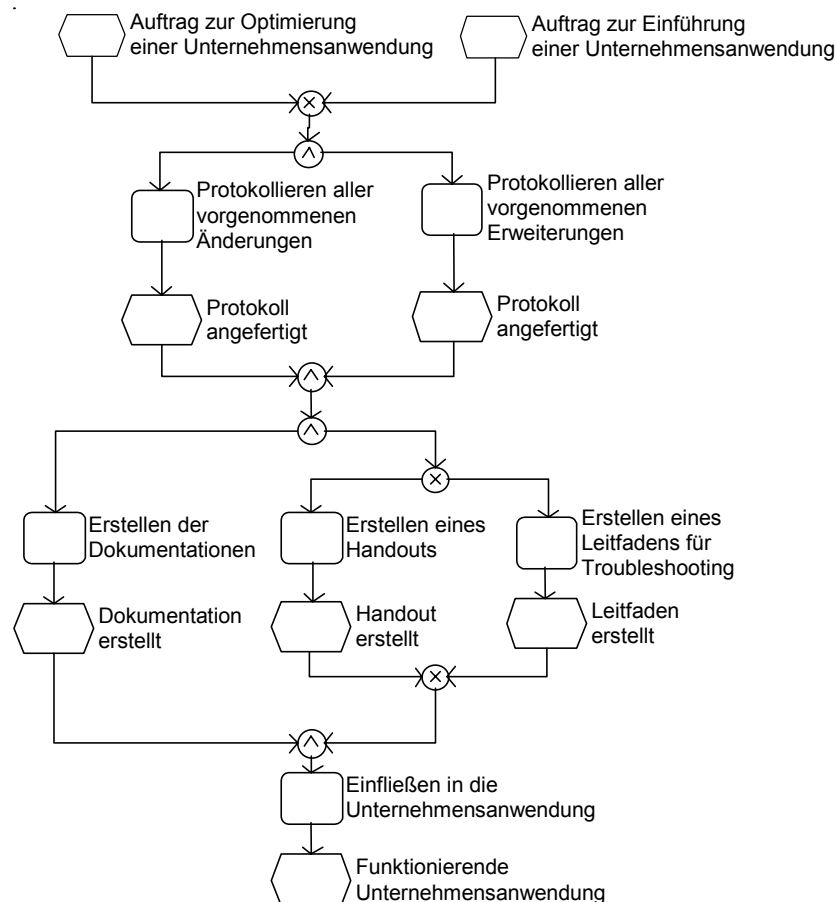 Auftrag zur Optimierung
einer Unternehmensanwendung
Auftrag zur Einführung
einer Unternehmensanwendung
Protokollieren aller
vorgenommenen
Änderungen
Protokollieren aller
vorgenommenen
Erweiterungen
Protokoll
angefertigt
Protokoll
angefertigt
Erstellen der
Dokumentationen
Erstellen eines
Handouts
Erstellen eines
Leitfadens für
Troubleshooting
Dokumentation
erstellt
Handout
erstellt
Leitfaden
erstellt
Einfließen in die
Unternehmensanwendung
Funktionierende
Unternehmensanwendung